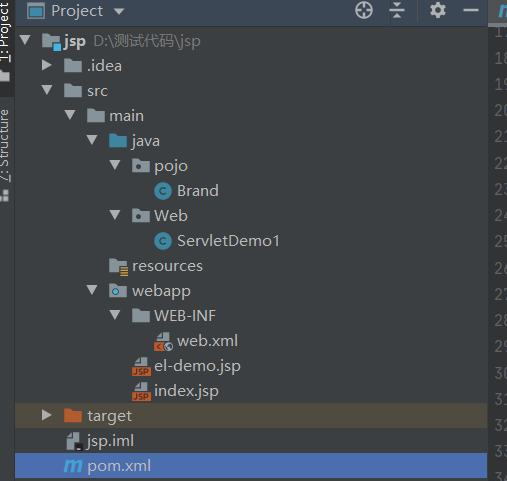 Project
jsp D:\测试代码\jsp
.idea
src
main
java
pojo
C Brand
Web
C ServletDemo1
resources
webapp
WEB-INF
web.xml
JSP el-demo.jsp
JSP index.jsp
target
jsp.iml
m pom.xml
1: Project
7: Structure
18
19
20
21
22
23
24
25
26
27
28
29
30
31
32
33